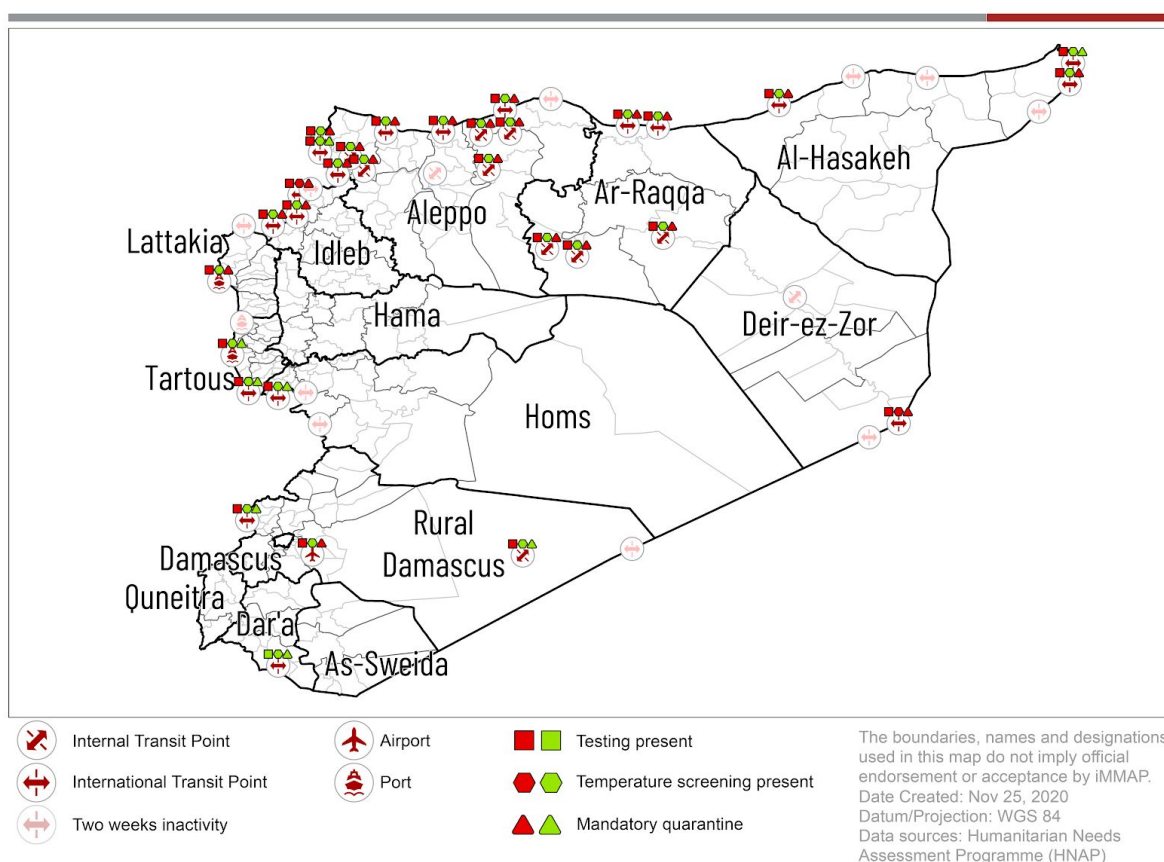 Al-Hasakeh
Ar-Raqqa
Aleppo
Lattakia
Idleb
Hama
Deir-ez-Zor
Tartous
Homs
Rural
Damascus
Damascus
Quneitra
Dar'a
As-Sweida
Internal Transit Point
International Transit Point
Two weeks inactivity
Airport
Port
Testing present
Temperature screening present
Mandatory quarantine
The boundaries, names and designations
used in this map do not imply official
endorsement or acceptance by iMMAP.
Date Created: Nov 25, 2020
Datum/Projection: WGS 84
Data sources: Humanitarian Needs
Assessment Programme (HNAP)